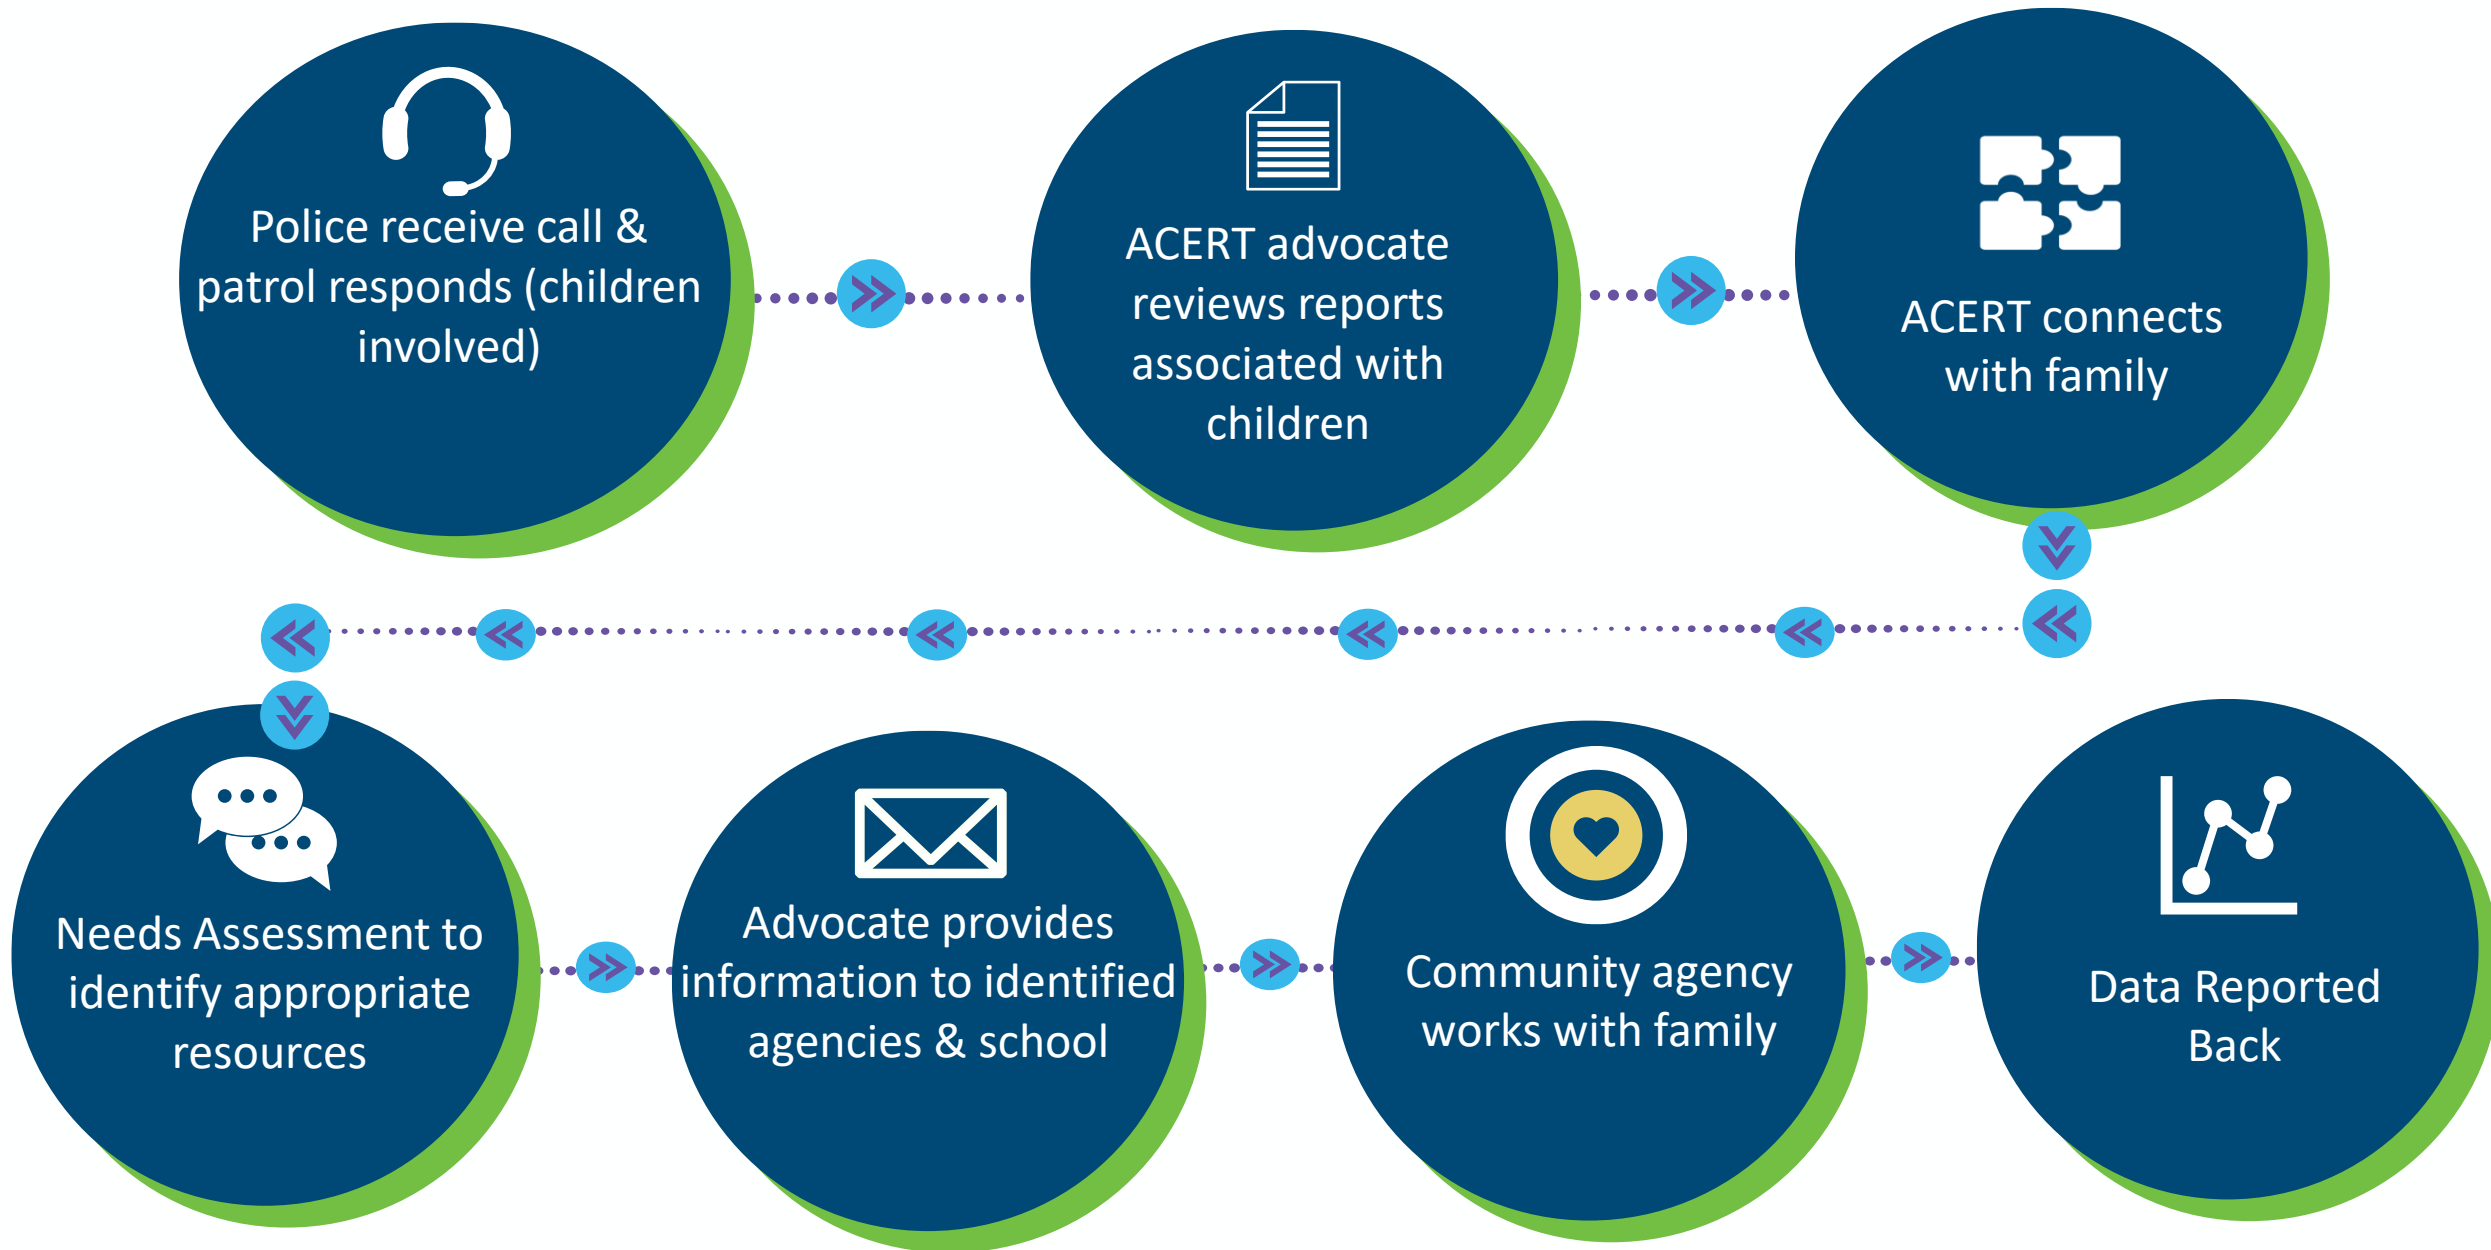 Police receive call &
patrol responds (children
involved)
ACERT advocate
reviews reports
associated with
children
ACERT connects
with family
Needs Assessment to
identify appropriate
resources
Advocate provides
information to identified
agencies & school
Community agency
works with family
Data Reported
Back